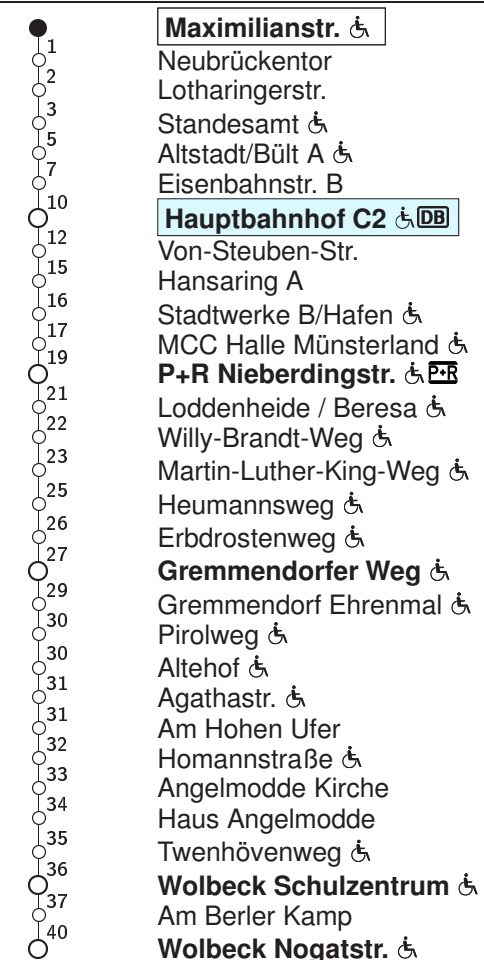 Maximilianstr.
1 Neubrückentor
2 Lotharingerstr.
3 Standesamt
5 Altstadt/Bült A
7 Eisenbahnstr. B
10 Hauptbahnhof C2 DB
12 Von-Steuben-Str.
15 Hansaring A
16 Stadtwerke B/Hafen
17 MCC Halle Münsterland
19 P+R Nieberdingstr. P+R
21 Loddenheide / Beresa
22 Willy-Brandt-Weg
23 Martin-Luther-King-Weg
25 Heumannsweg
26 Erbdrostenweg
27 Gremmendorfer Weg
29 Gremmendorf Ehrenmal
30 Pirolweg
30 Altehof
31 Agathastr.
31 Am Hohen Ufer
32 Homannstraße
33 Angelmodde Kirche
34 Haus Angelmodde
35 Twenhövenweg
36 Wolbeck Schulzentrum
37 Am Berler Kamp
40 Wolbeck Nogatstr.